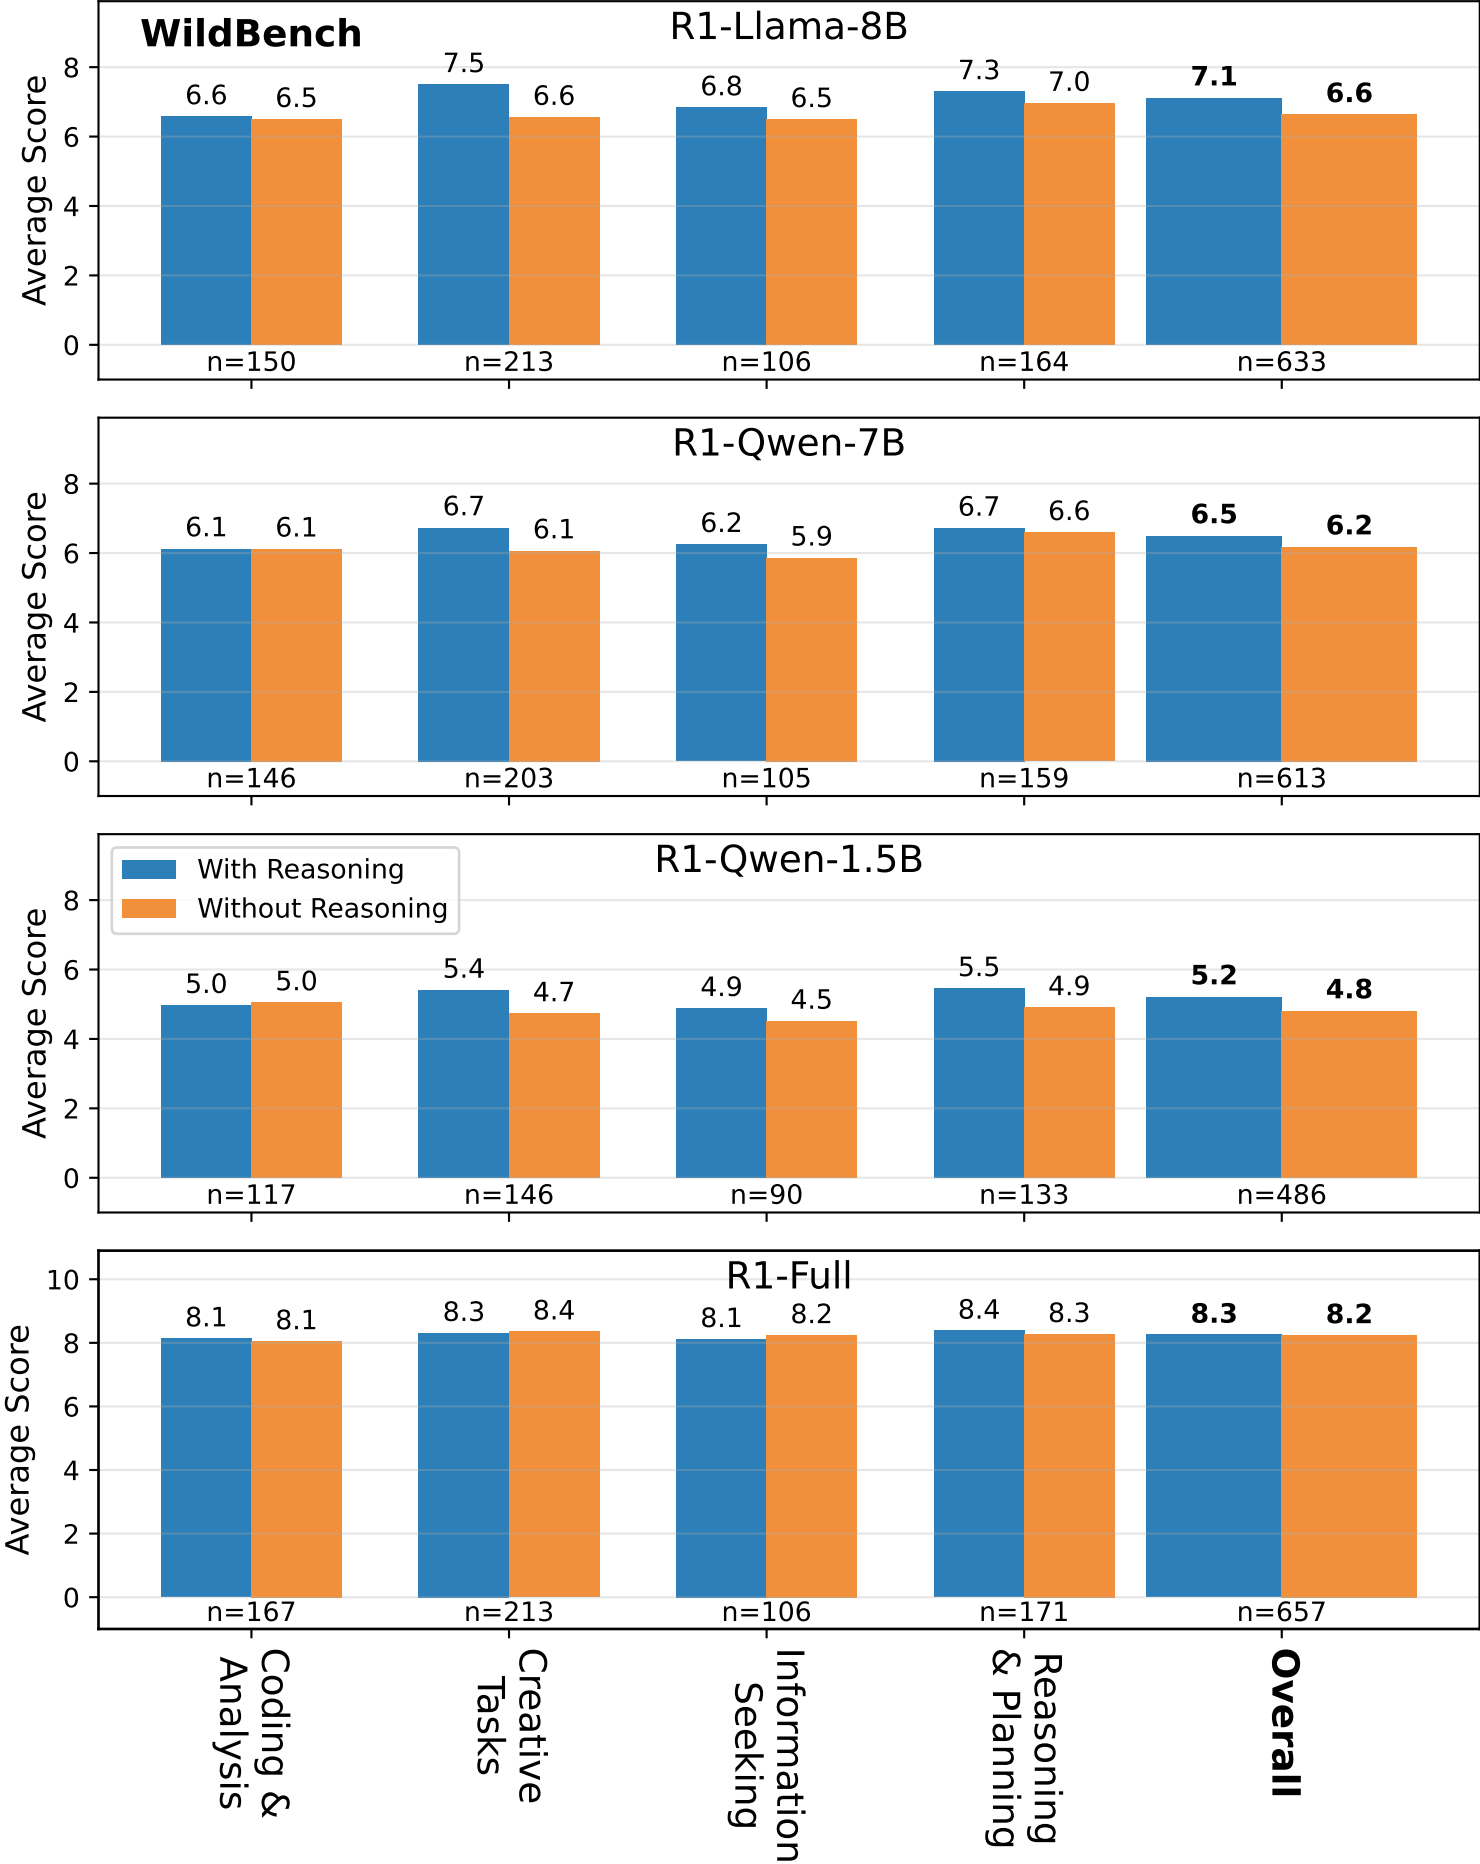 WildBench
R1-Llama-8B
Average Score
8
6
4
2
0
6.6 6.5 7.5 6.6 6.8 6.5 7.3 7.0 7.1 6.6
n=150 n=213 n=106 n=164 n=633
R1-Qwen-7B
Average Score
8
6
4
2
0
6.1 6.1 6.7 6.1 6.2 5.9 6.7 6.6 6.5 6.2
n=146 n=203 n=105 n=159 n=613
R1-Qwen-1.5B
With Reasoning
Without Reasoning
Average Score
8
6
4
2
0
5.0 5.0 5.4 4.7 4.9 4.5 5.5 4.9 5.2 4.8
n=117 n=146 n=90 n=133 n=486
R1-Full
Average Score
10
8
6
4
2
0
8.1 8.1 8.3 8.4 8.1 8.2 8.4 8.3 8.3 8.2
n=167 n=213 n=106 n=171 n=657
Coding &
Analysis
Creative
Tasks
Information
Seeking
Reasoning
& Planning
Overall